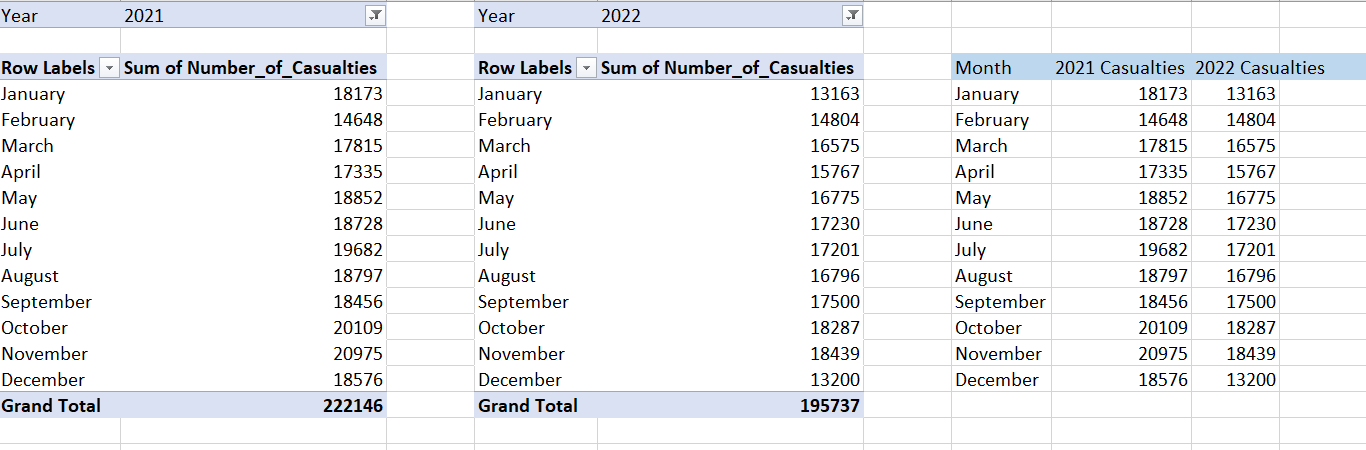 Year 2021 Year 2022
Row Labels Sum of Number_of_Casualties Row Labels Sum of Number_of_Casualties Month 2021 Casualties 2022 Casualties
January 18173 January 13163 January 18173 13163
February 14648 February 14804 February 14648 14804
March 17815 March 16575 March 17815 16575
April 17335 April 15767 April 17335 15767
May 18852 May 16775 May 18852 16775
June 18728 June 17230 June 18728 17230
July 19682 July 17201 July 19682 17201
August 18797 August 16796 August 18797 16796
September 18456 September 17500 September 18456 17500
October 20109 October 18287 October 20109 18287
November 20975 November 18439 November 20975 18439
December 18576 December 13200 December 18576 13200
Grand Total 222146 Grand Total 195737